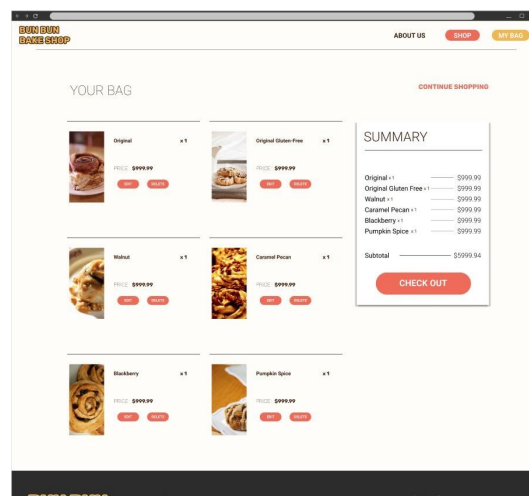 BUN BUN
BAKE SHOP
ABOUT US
SHOP
MY BAG
YOUR BAG
CONTINUE SHOPPING
Original x 1
PRICE: $999.99
EDIT DELETE
Original Gluten-Free x 1
PRICE: $999.99
EDIT DELETE
Walnut x 1
PRICE: $999.99
EDIT DELETE
Caramel Pecan x 1
PRICE: $999.99
EDIT DELETE
Blackberry x 1
PRICE: $999.99
EDIT DELETE
Pumpkin Spice x 1
PRICE: $999.99
EDIT DELETE
SUMMARY
Original x 1 $999.99
Original Gluten Free x 1 $999.99
Walnut x 1 $999.99
Caramel Pecan x 1 $999.99
Blackberry x 1 $999.99
Pumpkin Spice x 1 $999.99
Subtotal $5999.94
CHECK OUT
BUN BUN